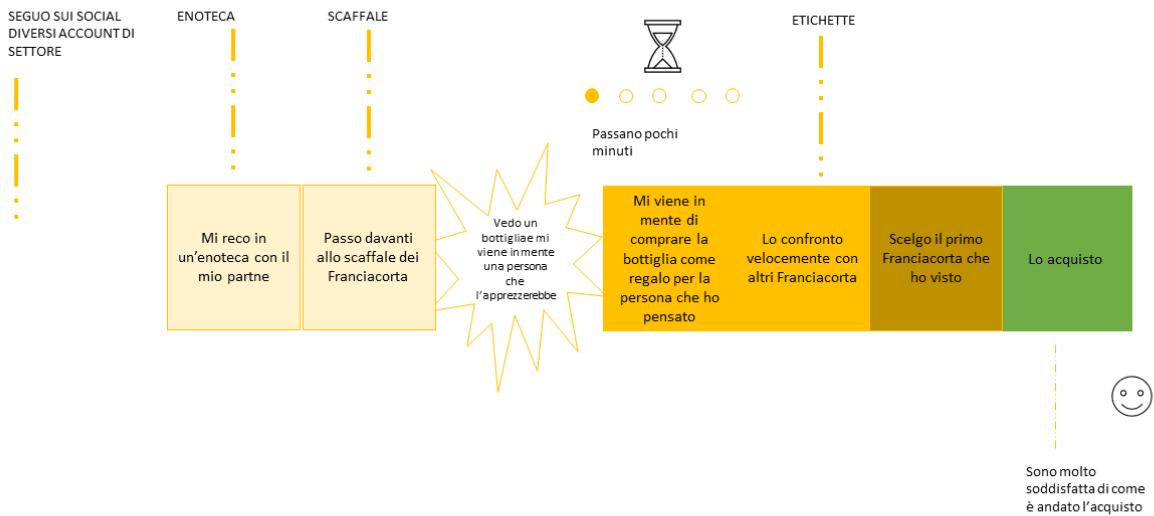 SEGUO SUI SOCIAL
DIVERSI ACCOUNT DI
SETTORE
ENOTECA
SCAFFALE
ETICHETTE
Passano pochi
minuti
Mi reco in
un'enoteca con il
mio partne
Passo davanti
allo scaffale dei
Franciacorta
Vedo un
bottigliae mi
viene in mente
una persona
che
l'apprezzerebbe
Mi viene in
mente di
comprare la
bottiglia come
regalo per la
persona che ho
pensato
Lo confronto
velocemente con
altri Franciacorta
Scelgo il primo
Franciacorta che
ho visto
Lo acquisto
Sono molto
soddisfatta di come
è andato l'acquisto